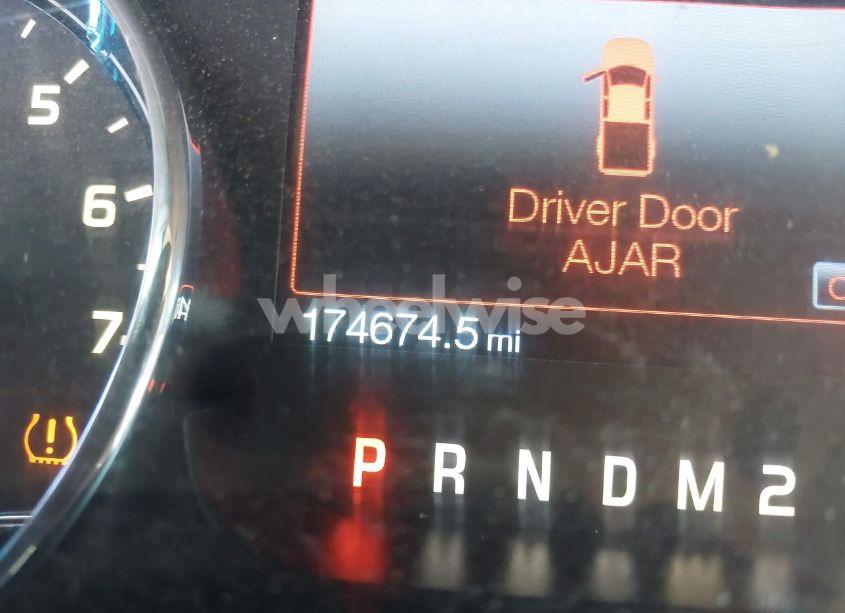 5
6
7
Driver Door
AJAR
wheelwise
174674.5 mi
P R N D M 2